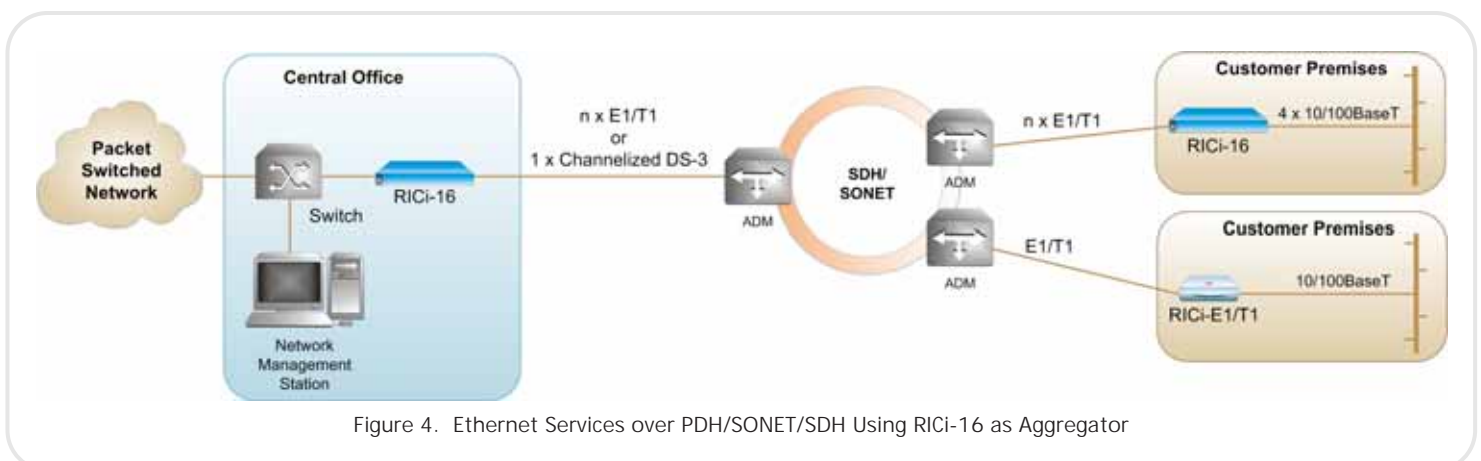 Central Office
Packet
Switched
Network
Switch
RICi-16
Network
Management
Station
n x E1/T1
or
1 x Channelized DS-3
ADM
SDH/
SONET
ADM
ADM
n x E1/T1
E1/T1
Customer Premises
4 x 10/100BaseT
RICi-16
Customer Premises
10/100BaseT
RICi-E1/T1
Figure 4. Ethernet Services over PDH/SONET/SDH Using RICi-16 as Aggregator